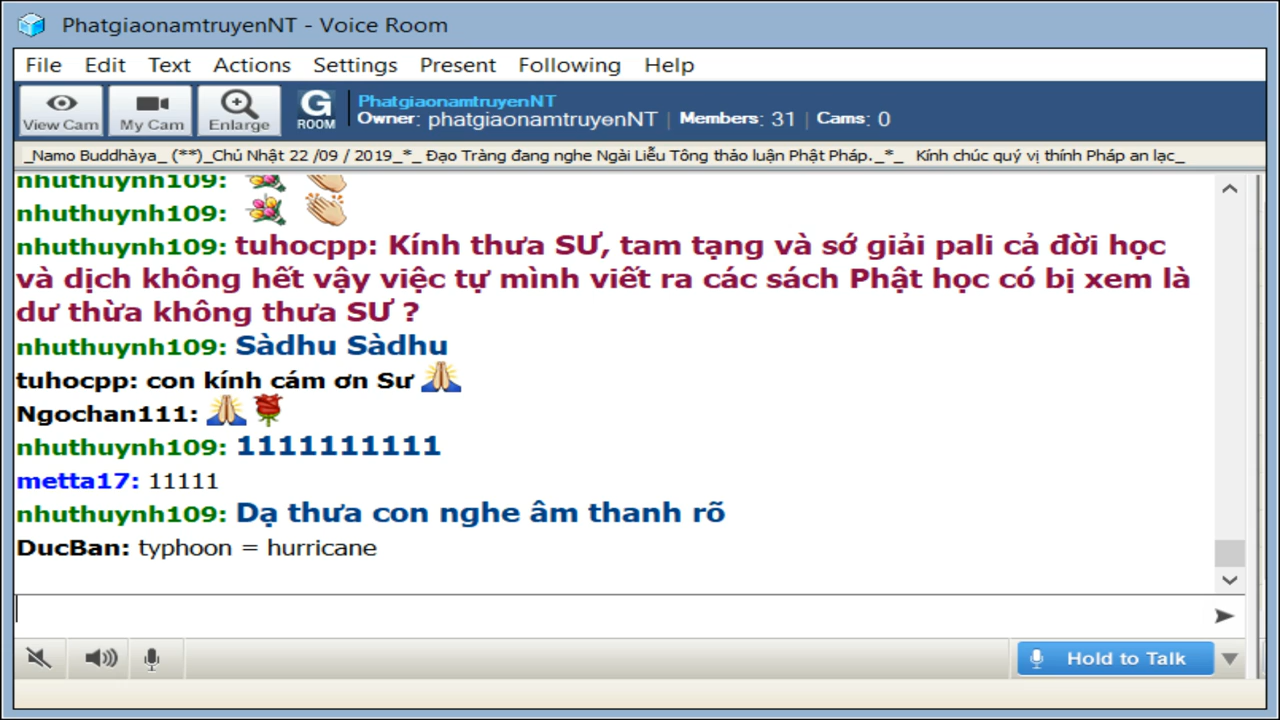 PhatgiaonamtruyenNT - Voice Room
File Edit Text Actions Settings Present Following Help
View Cam My Cam Enlarge G ROOM
PhatgiaonamtruyenNT
Owner: phatgiaonamtruyenNT | Members: 31 | Cams: 0
_Namo Buddhàya_ (**)_Chủ Nhật 22 /09 / 2019_*_ Đạo Tràng đang nghe Ngài Liễu Tông thảo luận Phật Pháp._*_ Kính chúc quý vị thính Pháp an lạc_
nhuthuynh109:
nhuthuynh109:
nhuthuynh109: tuhocpp: Kính thưa SƯ, tam tạng và sớ giải pali cả đời học
và dịch không hết vậy việc tự mình viết ra các sách Phật học có bị xem là
dư thừa không thưa SƯ ?
nhuthuynh109: Sàdhu Sàdhu
tuhocpp: con kính cám ơn Sư
Ngochan111:
nhuthuynh109: 1111111111
metta17: 11111
nhuthuynh109: Dạ thưa con nghe âm thanh rõ
DucBan: typhoon = hurricane
Hold to Talk